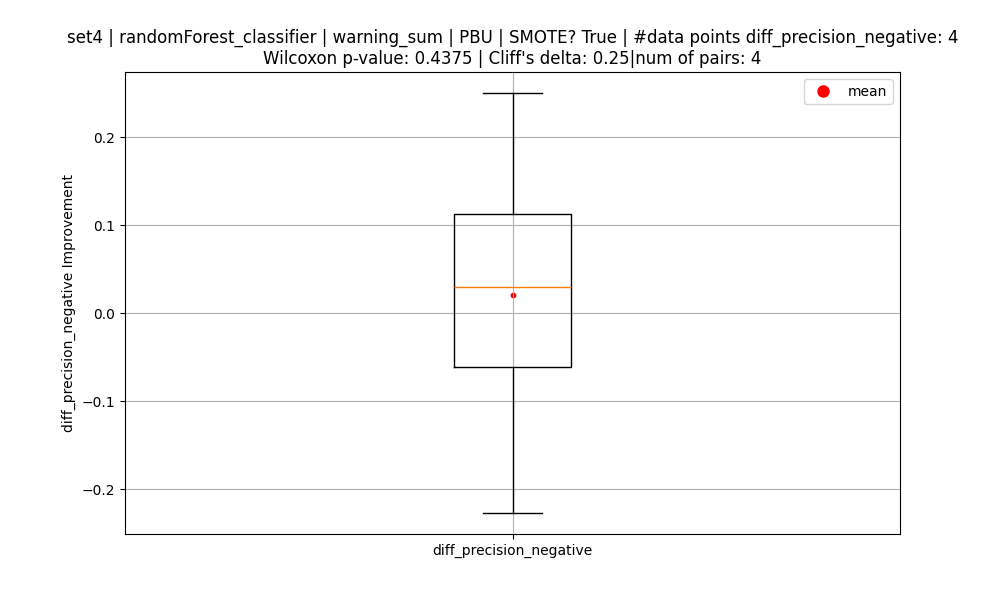 set4 | randomForest_classifier | warning_sum | PBU | SMOTE? True | #data points diff_precision_negative: 4
Wilcoxon p-value: 0.4375 | Cliff's delta: 0.25|num of pairs: 4
mean
diff_precision_negative Improvement
0.2
0.1
0.0
−0.1
−0.2
diff_precision_negative